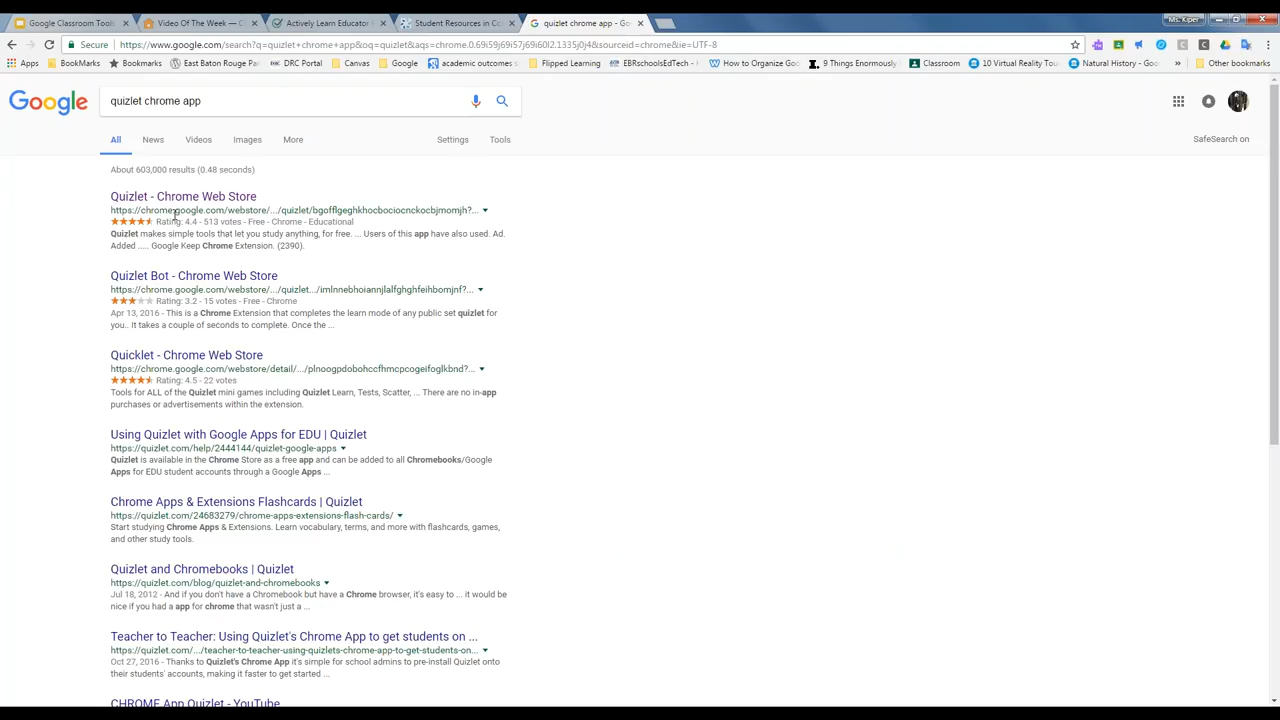 Google Classroom Tools
Video Of The Week — C
Actively Learn Educator
Student Resources in Co
quizlet chrome app - Go
Ms. Kiper
Secure
https://www.google.com/search?q=quizlet+chrome+app&oq=quizlet&aqs=chrome.0.69i59j69i57j69i60l2.1335j0j4&sourceid=chrome&ie=UTF-8
Apps
BookMarks
Bookmarks
East Baton Rouge Pa
DRC Portal
Canvas
Google
academic outcomes
Flipped Learning
EBRschoolsEdTech - 
How to Organize Goo
9 Things Enormously
Classroom
10 Virtual Reality Tou
Natural History - Goo
»
Other bookmarks
Google
quizlet chrome app
All
News
Videos
Images
More
Settings
Tools
SafeSearch on
About 603,000 results (0.48 seconds)
Quizlet - Chrome Web Store
https://chrome.google.com/webstore/.../quizlet/bgofflgeghkhocbociocnckocbjmomjh?...
Rating: 4.4 - 513 votes - Free - Chrome - Educational
Quizlet makes simple tools that let you study anything, for free. ... Users of this app have also used. Ad.
Added ..... Google Keep Chrome Extension. (2390).
Quizlet Bot - Chrome Web Store
https://chrome.google.com/webstore/.../quizlet.../imlnnebhoiannjlalfghghfeihbomjnf?...
Rating: 3.2 - 15 votes - Free - Chrome
Apr 13, 2016 - This is a Chrome Extension that completes the learn mode of any public set quizlet for
you.. It takes a couple of seconds to complete. Once the ...
Quicklet - Chrome Web Store
https://chrome.google.com/webstore/detail/.../plnoogpdobohccfhmcpcogeifoglkbnd?...
Rating: 4.5 - 22 votes
Tools for ALL of the Quizlet mini games including Quizlet Learn, Tests, Scatter, ... There are no in-app
purchases or advertisements within the extension.
Using Quizlet with Google Apps for EDU | Quizlet
https://quizlet.com/help/2444144/quizlet-google-apps
Quizlet is available in the Chrome Store as a free app and can be added to all Chromebooks/Google
Apps for EDU student accounts through a Google Apps ...
Chrome Apps & Extensions Flashcards | Quizlet
https://quizlet.com/24683279/chrome-apps-extensions-flash-cards/
Start studying Chrome Apps & Extensions. Learn vocabulary, terms, and more with flashcards, games,
and other study tools.
Quizlet and Chromebooks | Quizlet
https://quizlet.com/blog/quizlet-and-chromebooks
Jul 18, 2012 - And if you don't have a Chromebook but have a Chrome browser, it's easy to ... it would be
nice if you had a app for chrome that wasn't just a ...
Teacher to Teacher: Using Quizlet's Chrome App to get students on ...
https://quizlet.com/.../teacher-to-teacher-using-quizlets-chrome-app-to-get-students-on...
Oct 27, 2016 - Thanks to Quizlet's Chrome App it's simple for school admins to pre-install Quizlet onto
their students' accounts, making it faster to get started ...
CHROME App Quizlet - YouTube